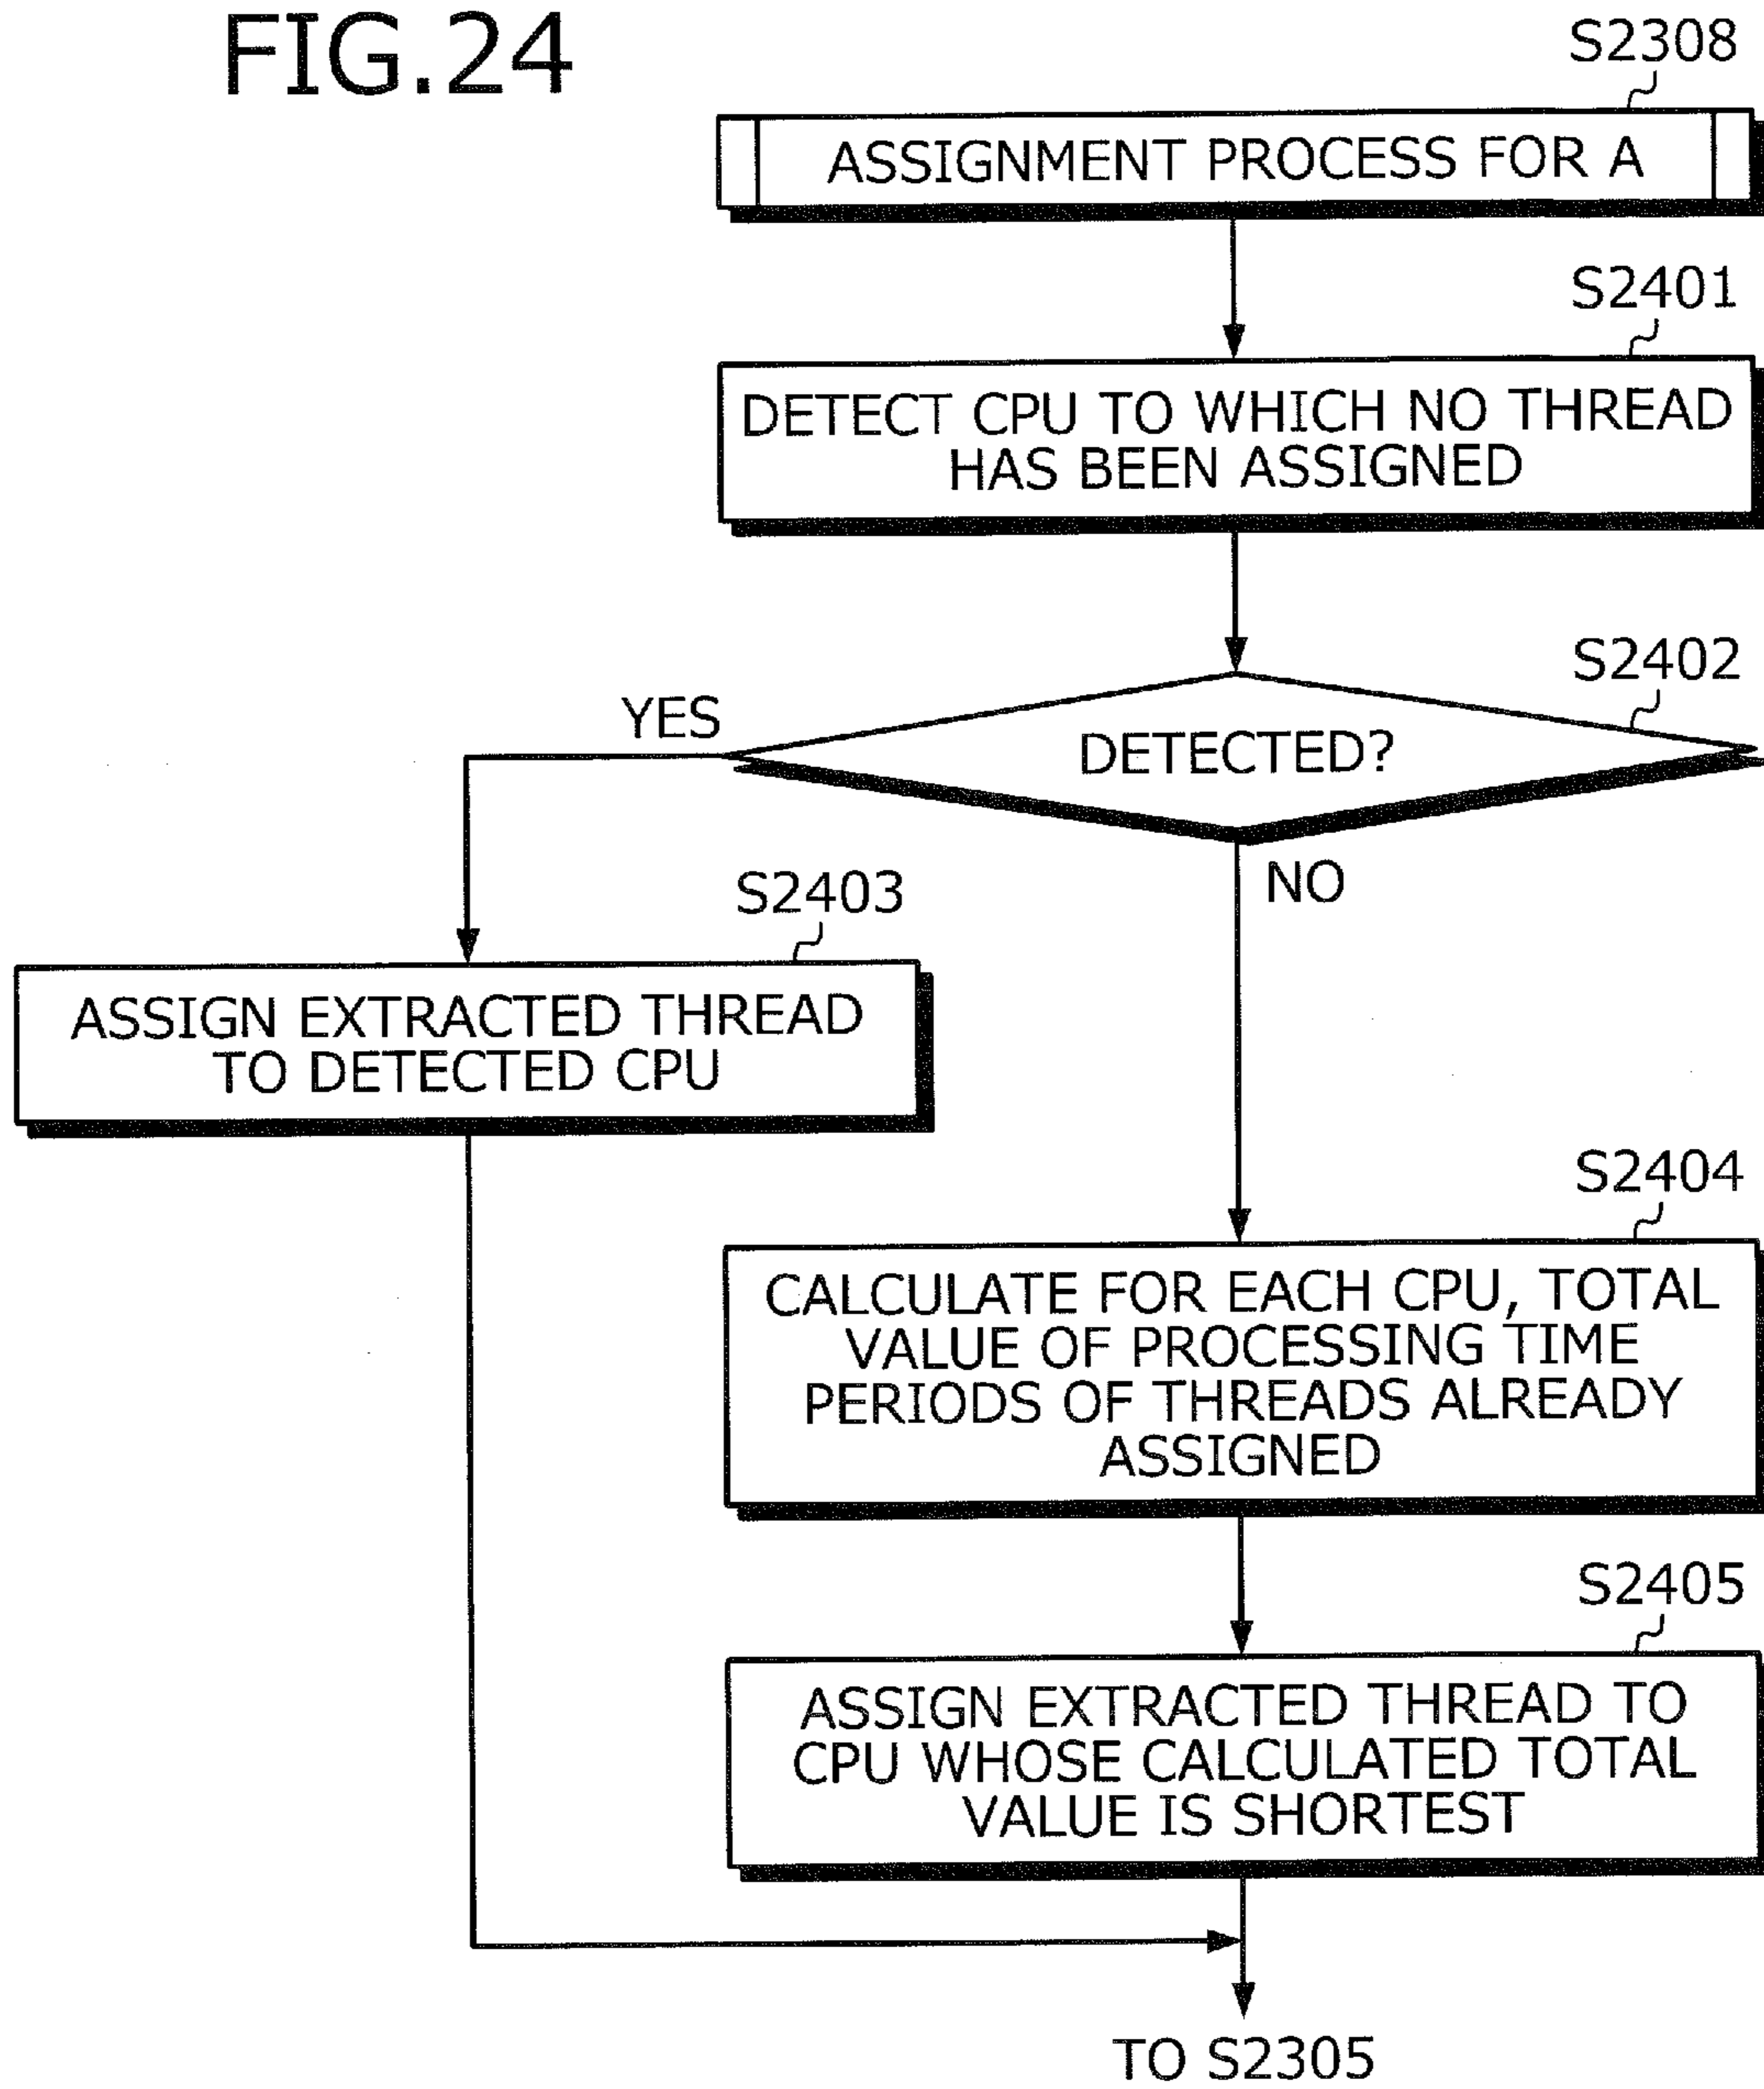 FIG.24
S2308
ASSIGNMENT PROCESS FOR A
S2401
DETECT CPU TO WHICH NO THREAD
HAS BEEN ASSIGNED
S2402
YES
DETECTED?
NO
S2403
ASSIGN EXTRACTED THREAD
TO DETECTED CPU
S2404
CALCULATE FOR EACH CPU, TOTAL
VALUE OF PROCESSING TIME
PERIODS OF THREADS ALREADY
ASSIGNED
S2405
ASSIGN EXTRACTED THREAD TO
CPU WHOSE CALCULATED TOTAL
VALUE IS SHORTEST
TO S2305